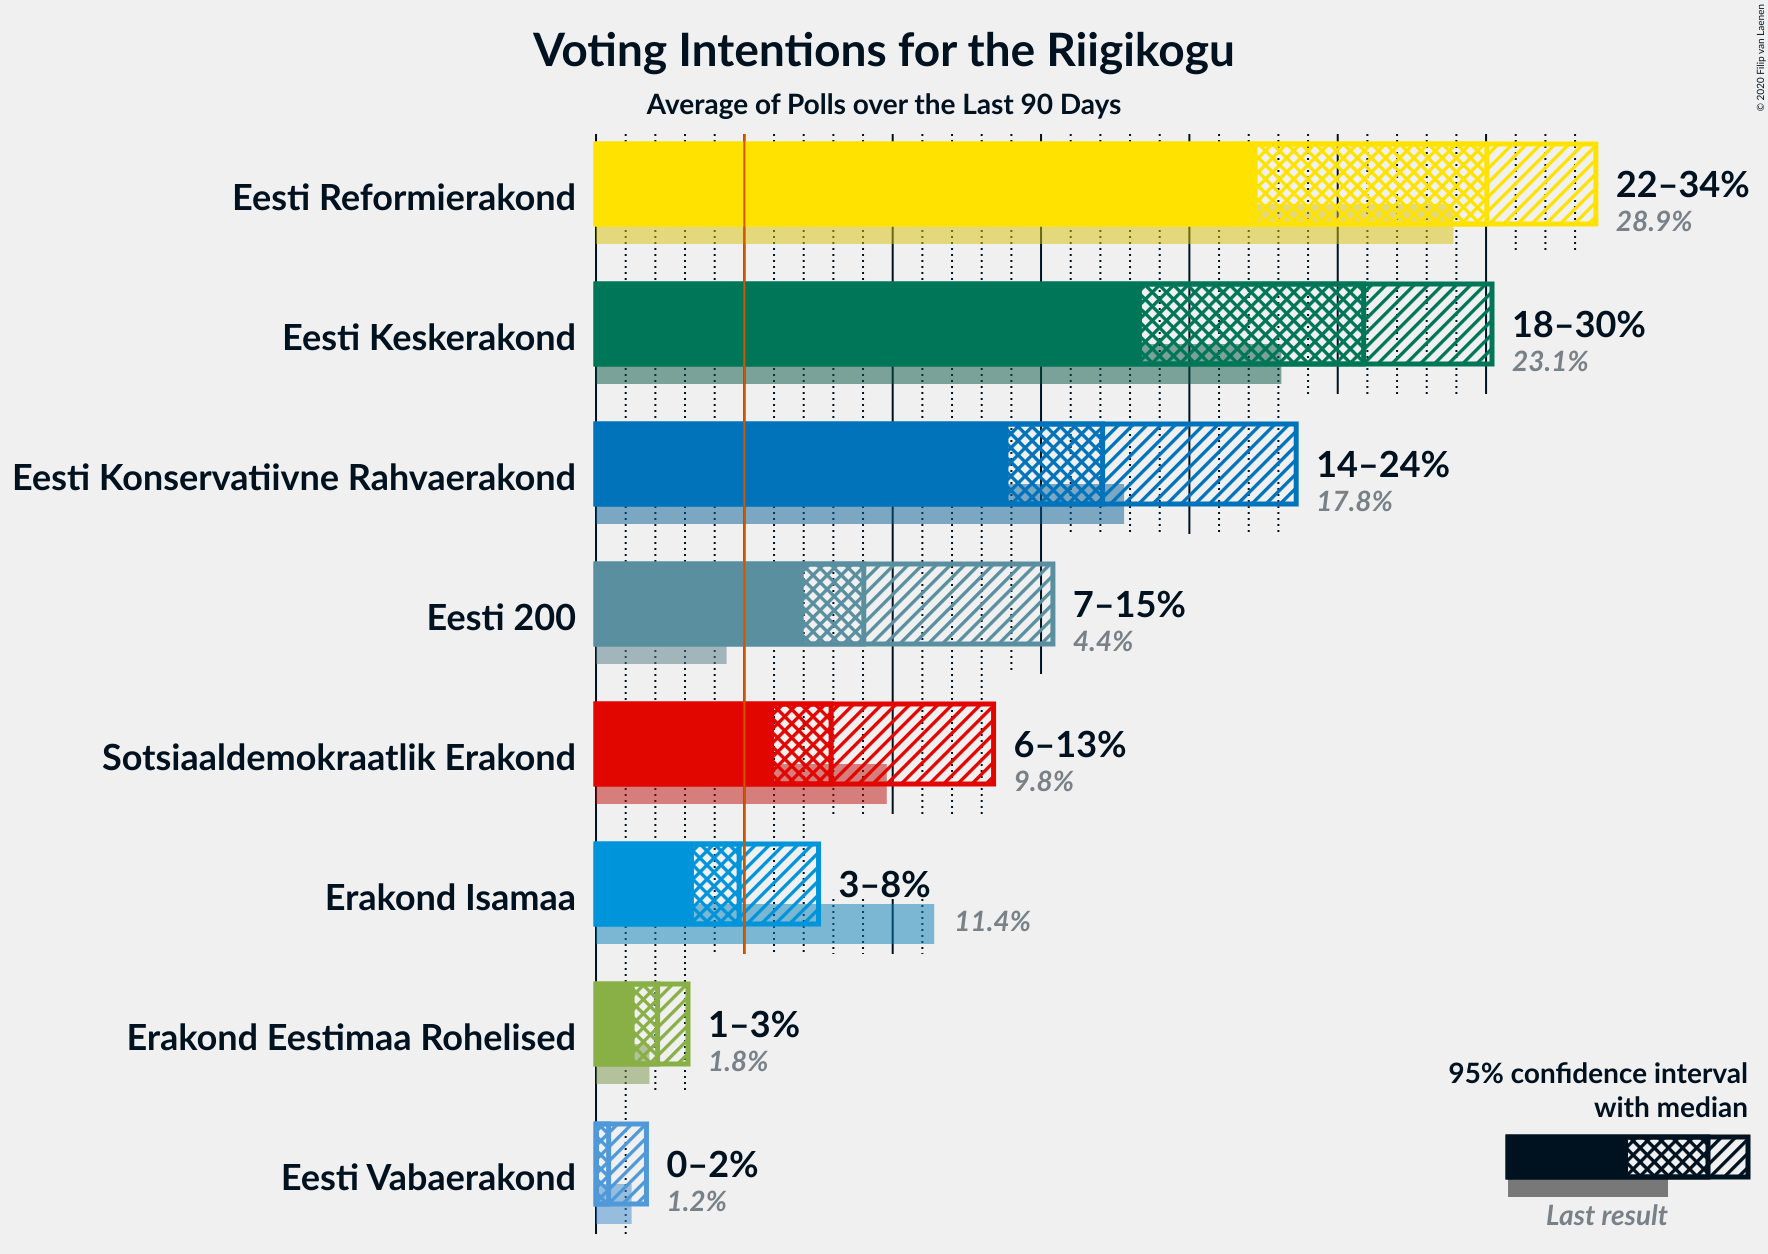 Voting Intentions for the Riigikogu
Average of Polls over the Last 90 Days
© 2020 Filip van Laenen
Eesti Reformierakond
22–34%
28.9%
Eesti Keskerakond
18–30%
23.1%
Eesti Konservatiivne Rahvaerakond
14–24%
17.8%
Eesti 200
7–15%
4.4%
Sotsiaaldemokraatlik Erakond
6–13%
9.8%
Erakond Isamaa
3–8%
11.4%
Erakond Eestimaa Rohelised
1–3%
1.8%
Eesti Vabaerakond
0–2%
1.2%
95% confidence interval
with median
Last result